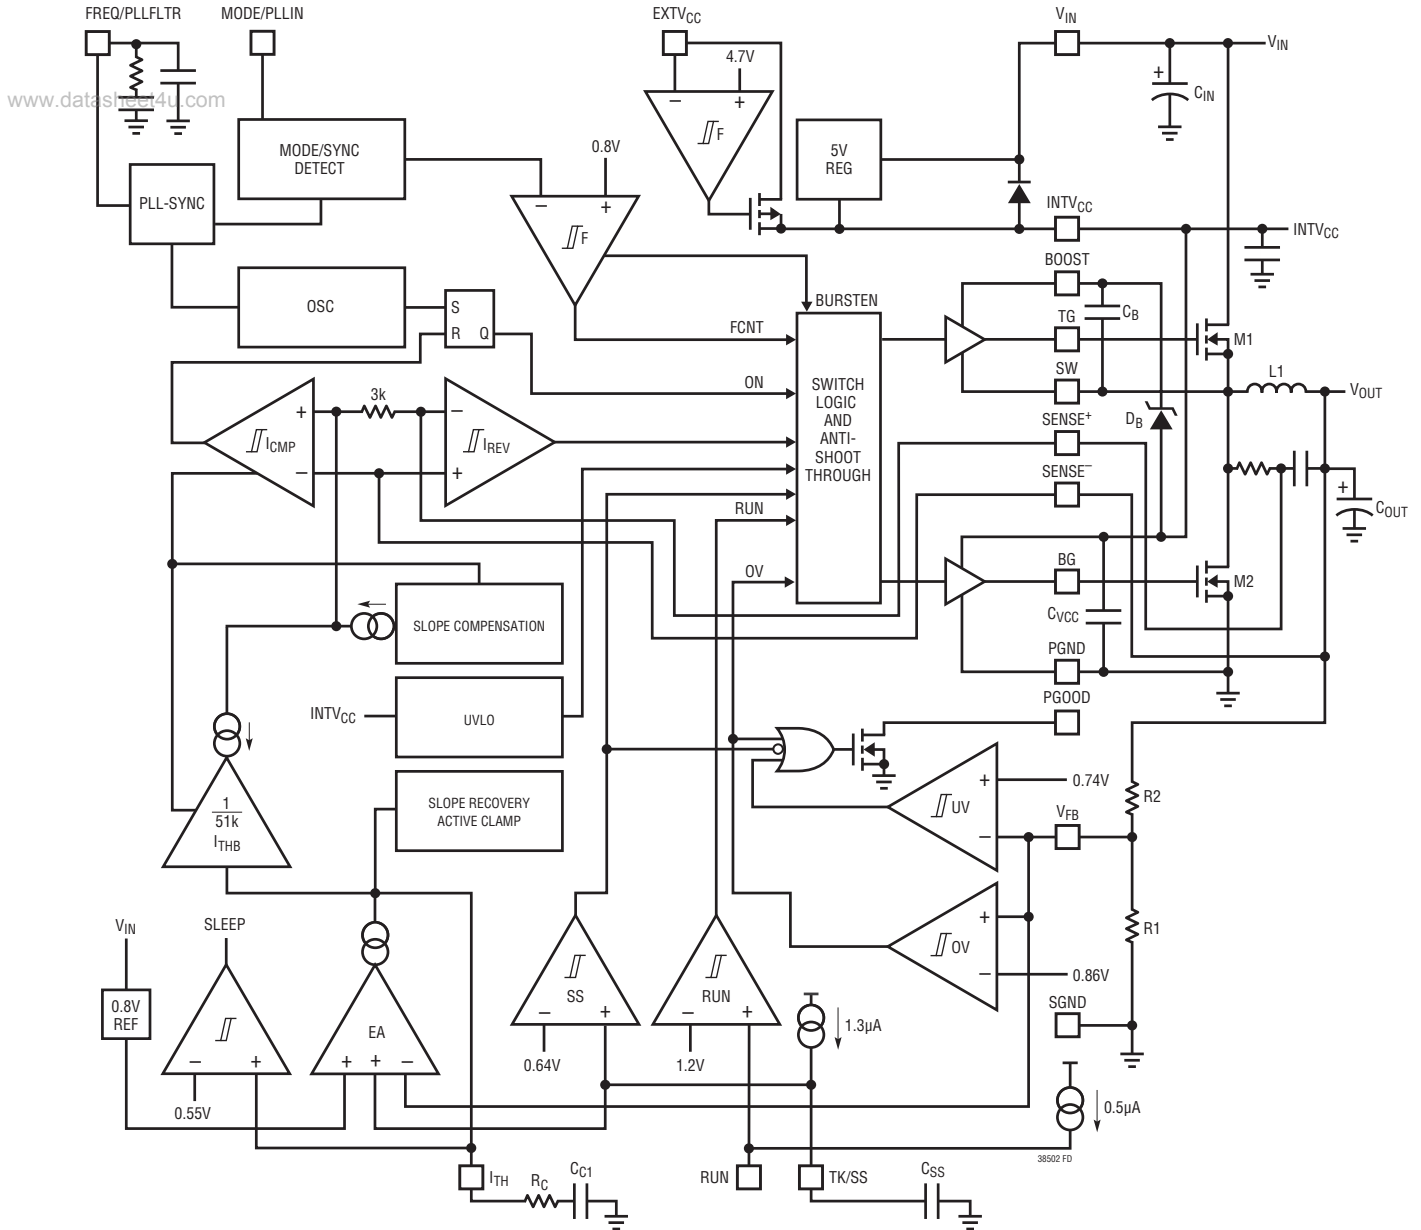 FREQ/PLLFLTR
MODE/PLLIN
EXTVCC
VIN
4.7V
VIN
+
CIN
www.datasheet4u.com
−
+
F
MODE/SYNC
DETECT
0.8V
5V
REG
PLL-SYNC
−
+
F
INTVCC
INTVCC
OSC
S
R
Q
BOOST
BURSTEN
CB
TG
M1
FCNT
SW
L1
VOUT
ON
SWITCH
LOGIC
AND
ANTI-
SHOOT
THROUGH
3k
+
−
ICMP
−
+
IREV
SENSE+
DB
SENSE−
RUN
+
COUT
OV
BG
M2
CVCC
SLOPE COMPENSATION
PGND
INTVCC
UVLO
PGOOD
SLOPE RECOVERY
ACTIVE CLAMP
1
51k
ITHB
+
0.74V
UV
−
VFB
R2
+
OV
−
0.86V
R1
VIN
SLEEP
0.8V
REF
EA
SS
RUN
SGND
1.3µA
−
+
+
+
−
−
+
−
+
0.55V
0.64V
1.2V
0.5µA
38502 FD
ITH
RC
CC1
RUN
TK/SS
CSS